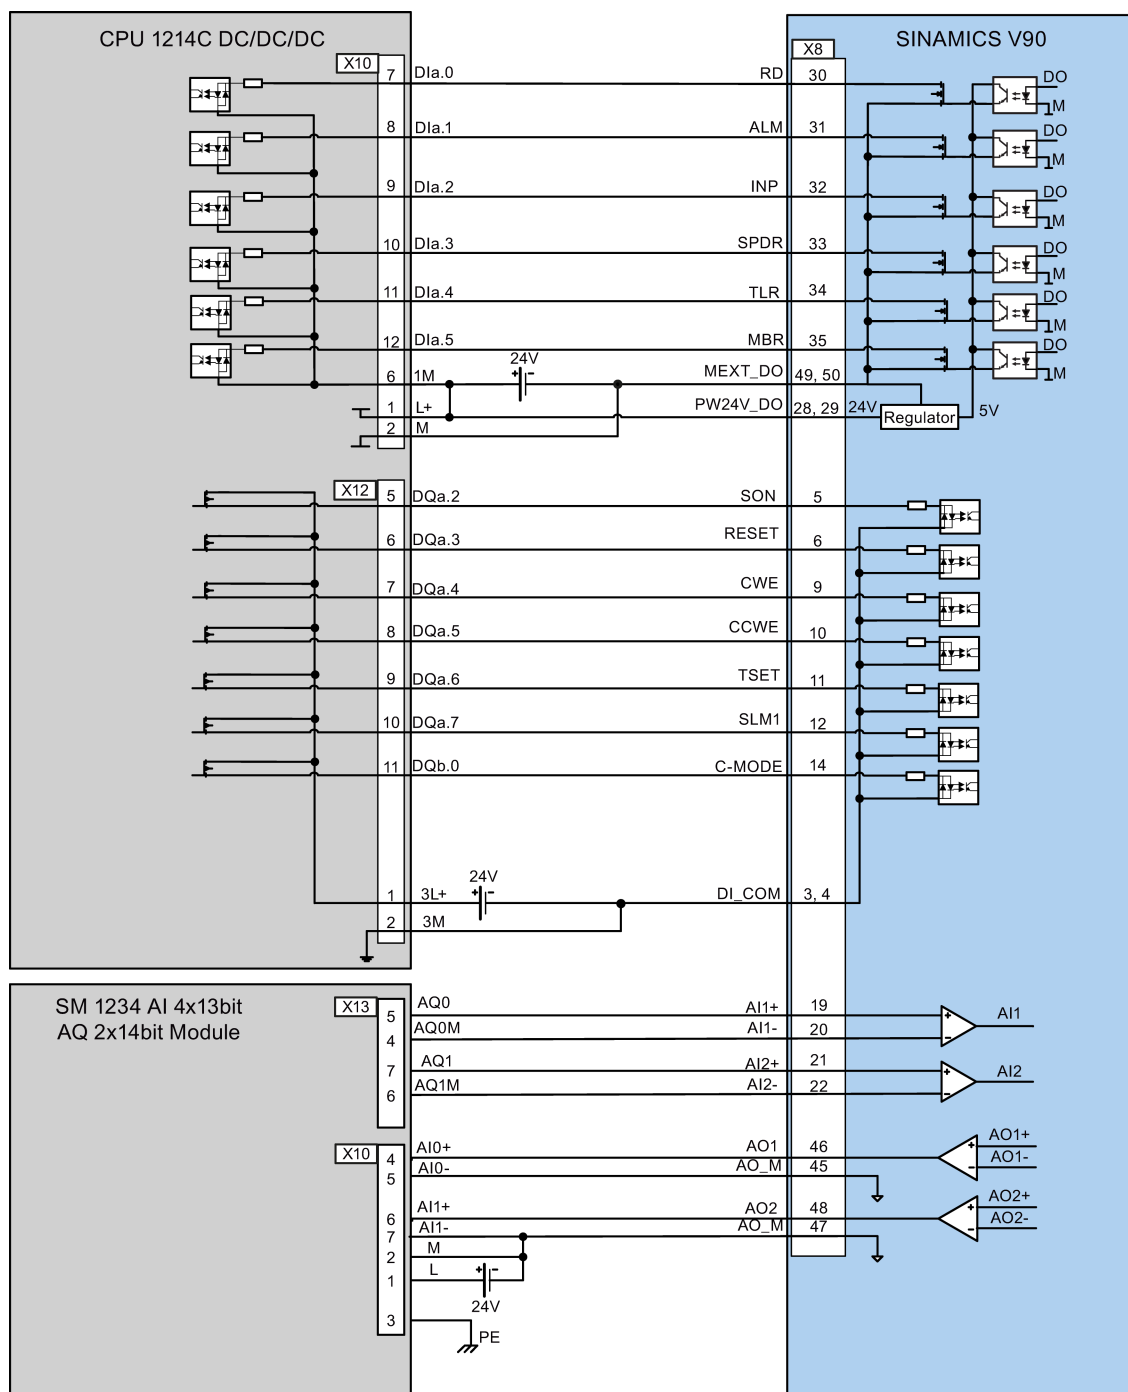 CPU 1214C DC/DC/DC
SINAMICS V90
X10
X8
7 DIa.0 RD 30 DO
M
8 DIa.1 ALM 31 DO
M
9 DIa.2 INP 32 DO
M
10 DIa.3 SPDR 33 DO
M
11 DIa.4 TLR 34 DO
M
12 DIa.5 MBR 35 DO
M
24V
6 1M + - MEXT_DO 49, 50
1 L+ PW24V_DO 28, 29 24V Regulator 5V
2 M
X12
5 DQa.2 SON 5
6 DQa.3 RESET 6
7 DQa.4 CWE 9
8 DQa.5 CCWE 10
9 DQa.6 TSET 11
10 DQa.7 SLM1 12
11 DQb.0 C-MODE 14
24V
1 3L+ + - DI_COM 3, 4
2 3M
SM 1234 AI 4x13bit
AQ 2x14bit Module
X13
5 AQ0 AI1+ 19 + AI1
4 AQ0M AI1- 20 -
7 AQ1 AI2+ 21 + AI2
6 AQ1M AI2- 22 -
X10
4 AI0+ AO1 46 + AO1+
5 AI0- AO_M 45 - AO1-
6 AI1+ AO2 48 + AO2+
7 AI1- AO_M 47 - AO2-
2 M
1 L + -
24V
3 PE